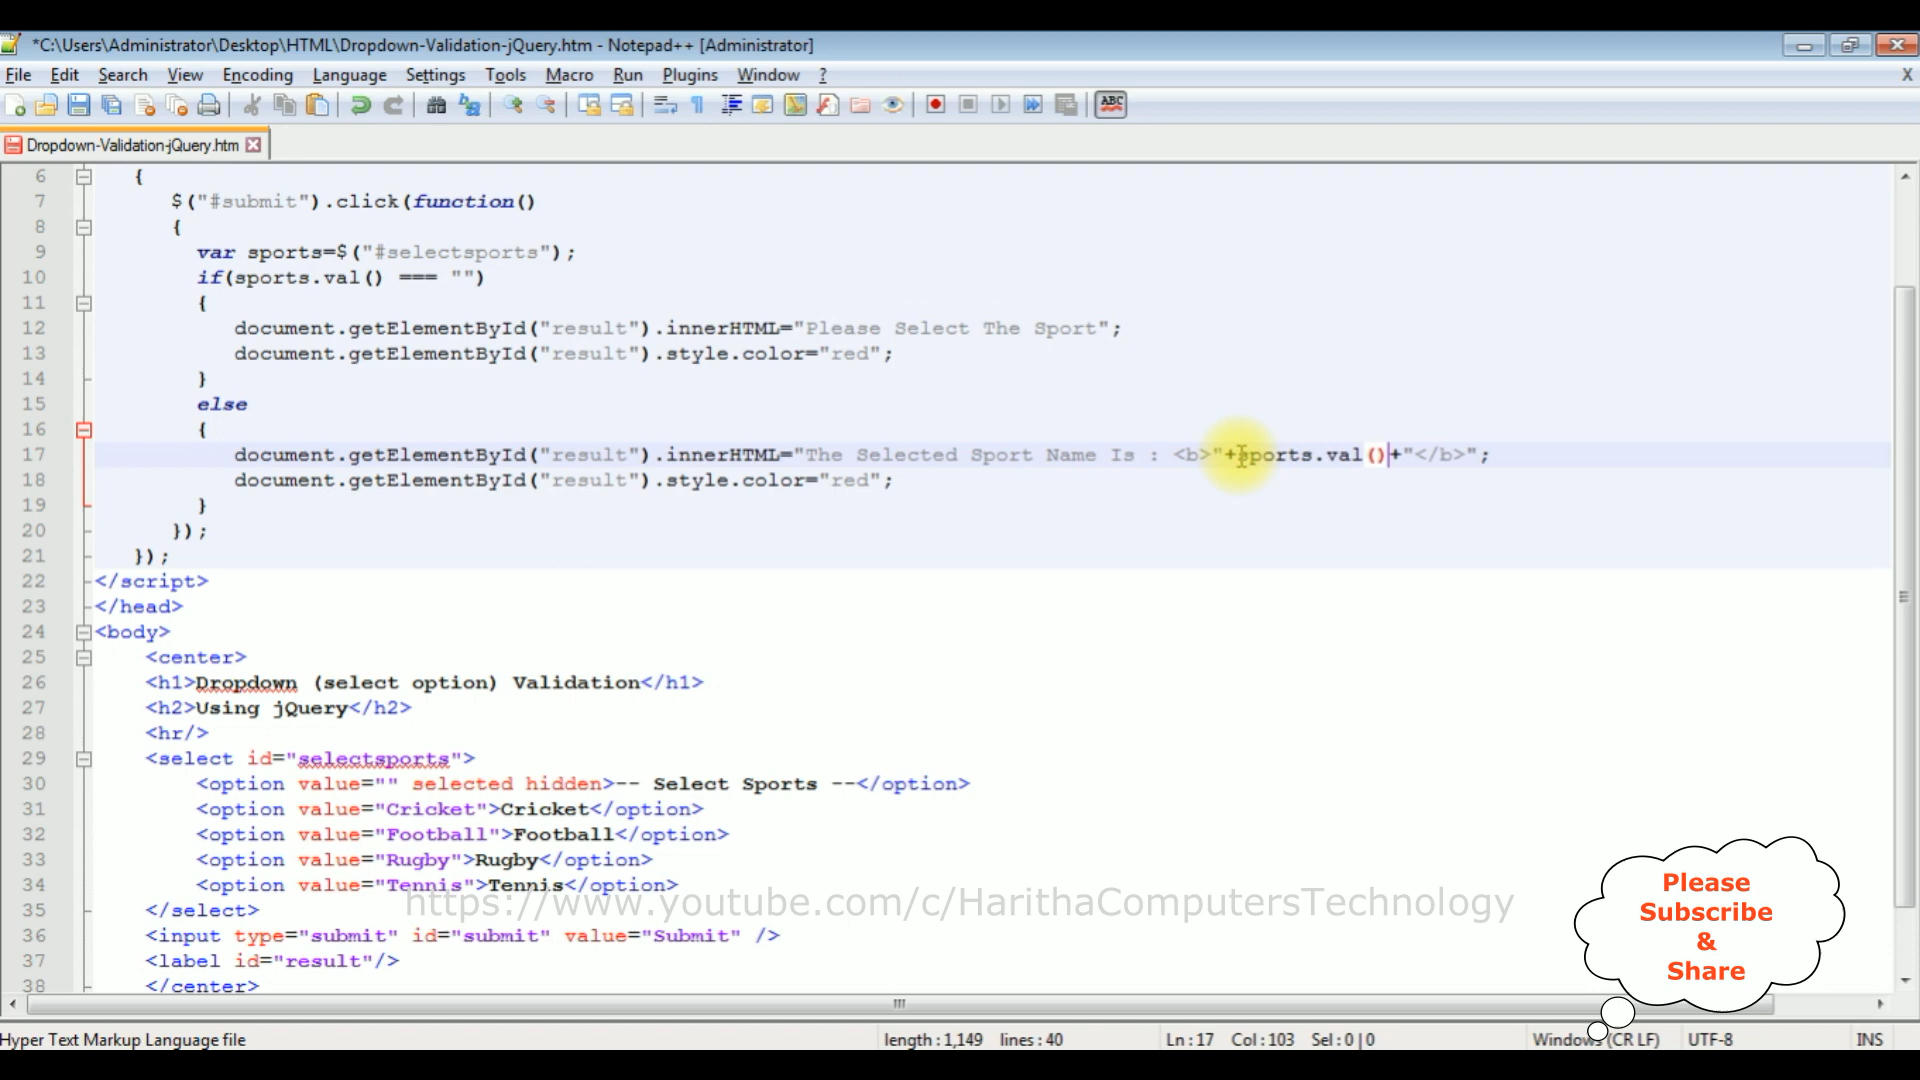 *C:\Users\Administrator\Desktop\HTML\Dropdown-Validation-jQuery.htm - Notepad++ [Administrator]
File Edit Search View Encoding Language Settings Tools Macro Run Plugins Window ? X
ABC
Dropdown-Validation-jQuery.htm
6 {
7 $("#submit").click(function()
8 {
9 var sports=$("#selectsports");
10 if(sports.val() === "")
11 {
12 document.getElementById("result").innerHTML="Please Select The Sport";
13 document.getElementById("result").style.color="red";
14 }
15 else
16 {
17 document.getElementById("result").innerHTML="The Selected Sport Name Is : <b>"+sports.val()+"</b>";
18 document.getElementById("result").style.color="red";
19 }
20 });
21 });
22 </script>
23 </head>
24 <body>
25 <center>
26 <h1>Dropdown (select option) Validation</h1>
27 <h2>Using jQuery</h2>
28 <hr/>
29 <select id="selectsports">
30 <option value="" selected hidden>-- Select Sports --</option>
31 <option value="Cricket">Cricket</option>
32 <option value="Football">Football</option>
33 <option value="Rugby">Rugby</option>
34 <option value="Tennis">Tennis</option>
35 </select>
36 <input type="submit" id="submit" value="Submit" />
37 <label id="result"/>
38 </center>
https://www.youtube.com/c/HarithaComputersTechnology
Please
Subscribe
&
Share
Hyper Text Markup Language file length : 1,149 lines : 40 Ln : 17 Col : 103 Sel : 0 | 0 Windows (CR LF) UTF-8 INS